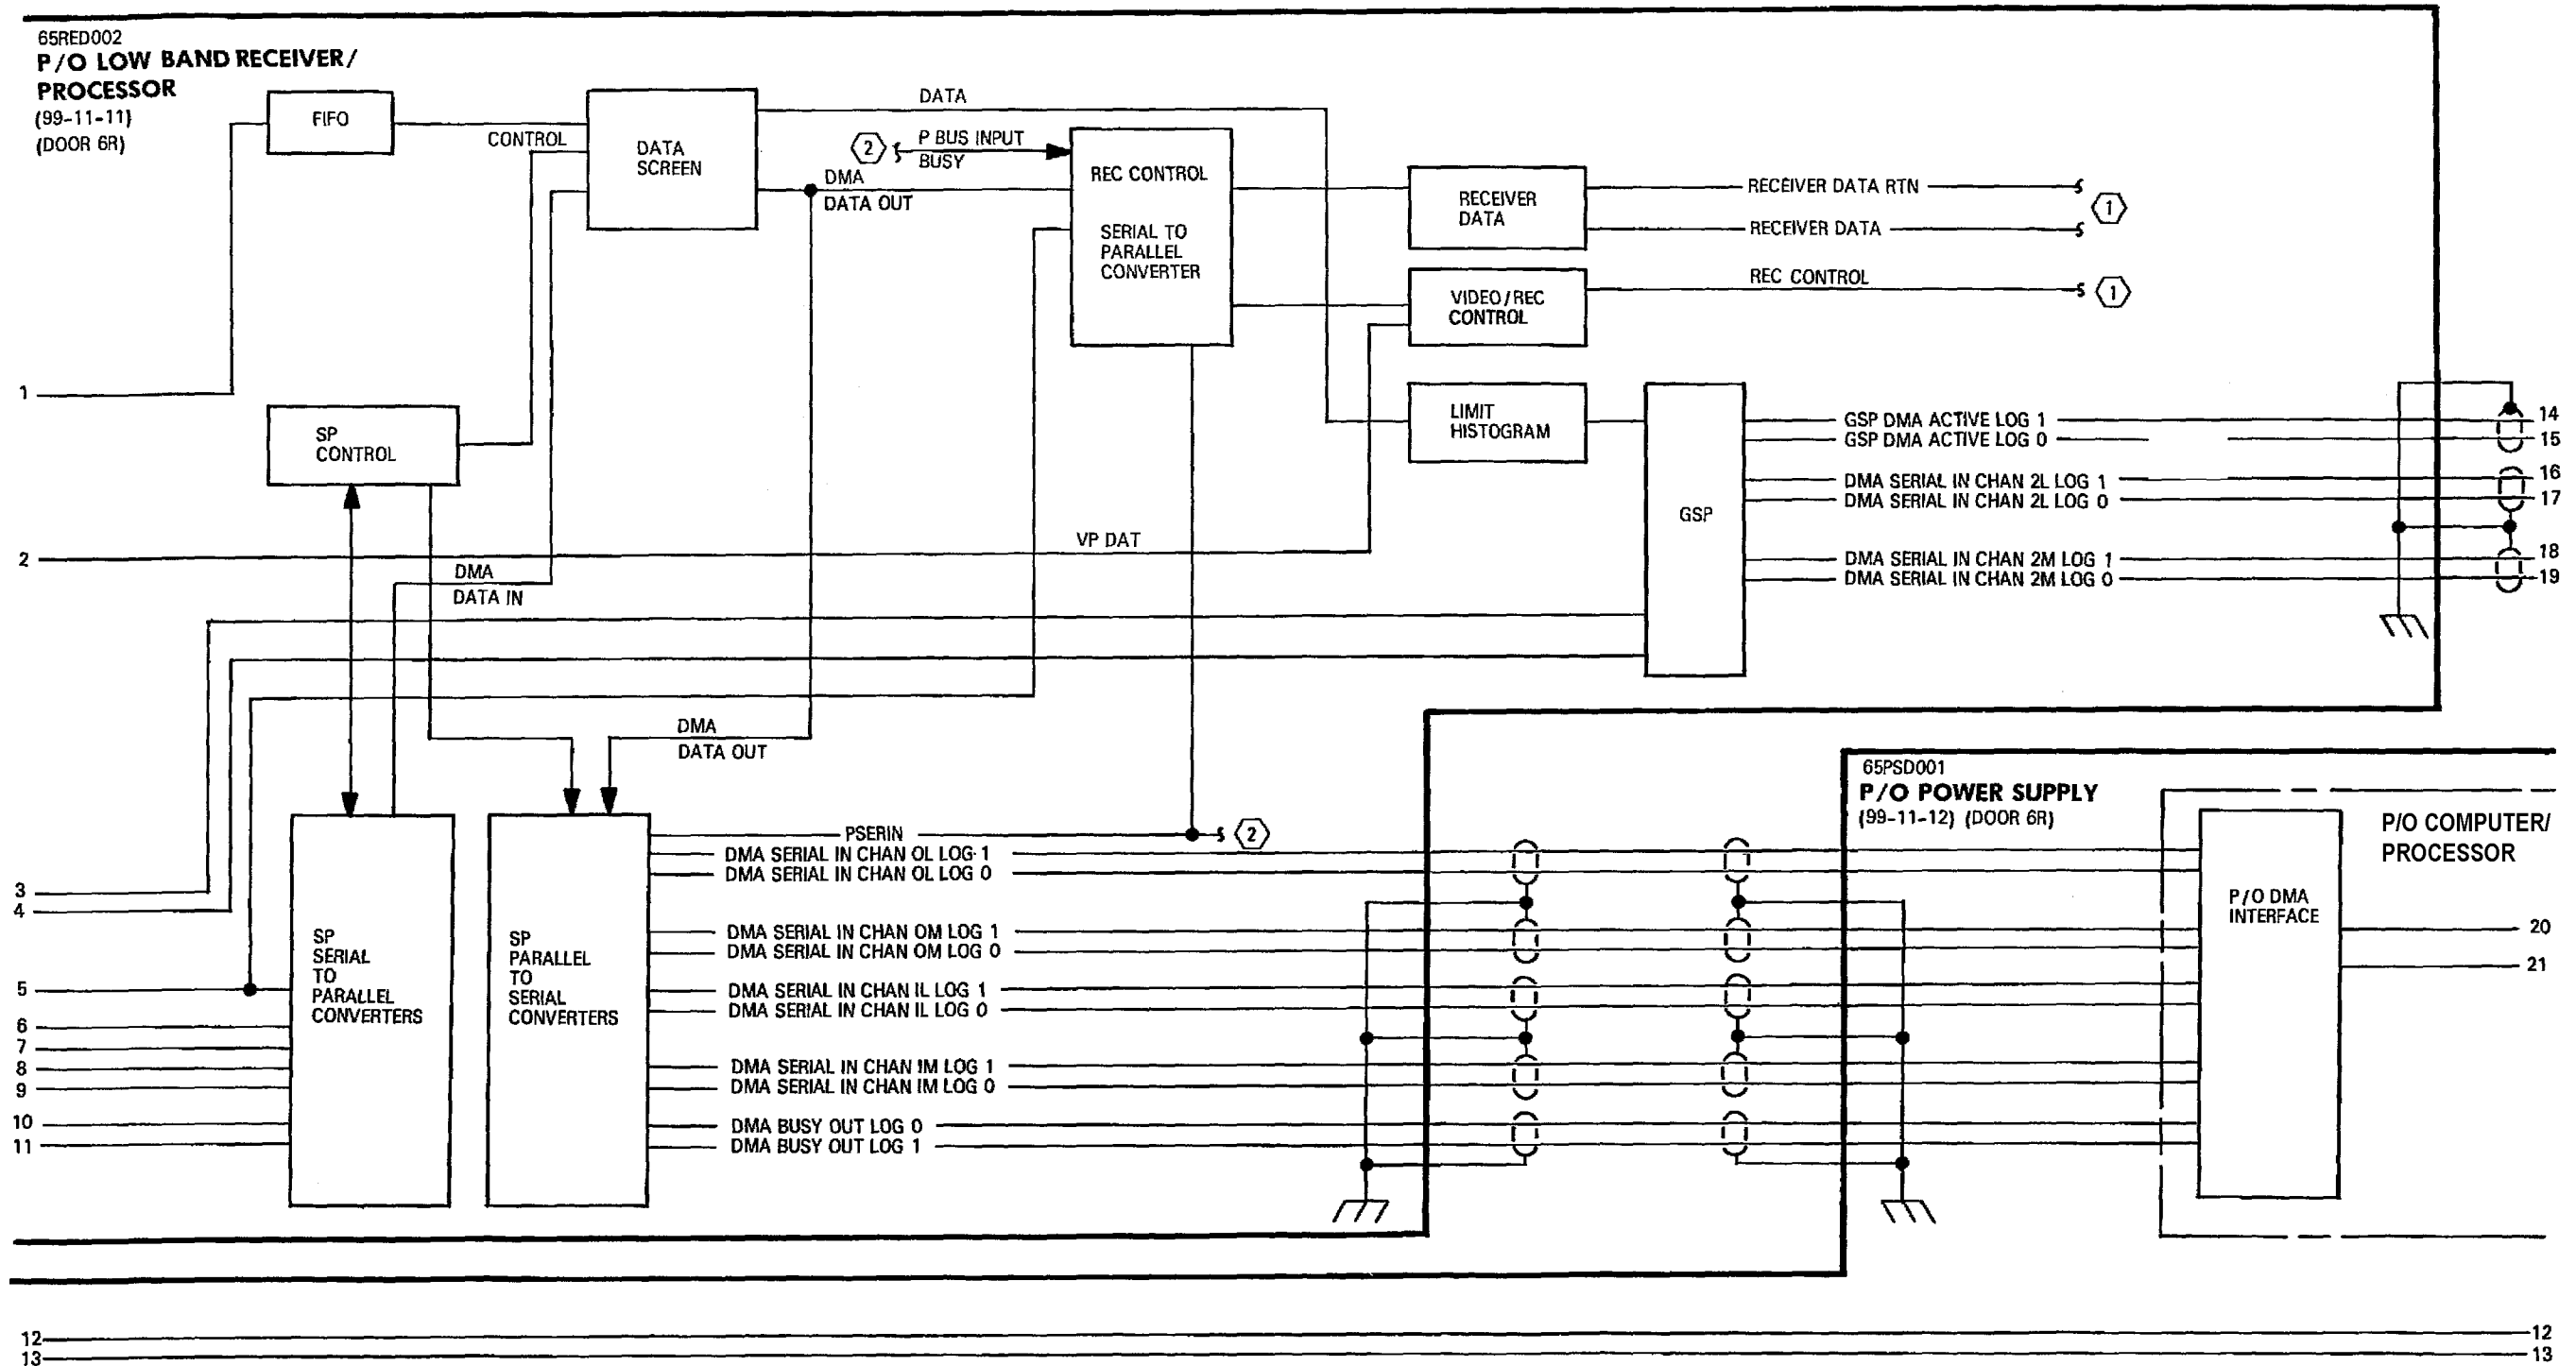 65RED002
P/O LOW BAND RECEIVER/
PROCESSOR
(99-11-11)
(DOOR 6R)
FIFO
CONTROL
DATA
SCREEN
DATA
2
P BUS INPUT
BUSY
DMA
DATA OUT
REC CONTROL
SERIAL TO
PARALLEL
CONVERTER
RECEIVER
DATA
RECEIVER DATA RTN
RECEIVER DATA
1
VIDEO/REC
CONTROL
REC CONTROL
1
1
SP
CONTROL
LIMIT
HISTOGRAM
GSP
GSP DMA ACTIVE LOG 1
GSP DMA ACTIVE LOG 0
DMA SERIAL IN CHAN 2L LOG 1
DMA SERIAL IN CHAN 2L LOG 0
DMA SERIAL IN CHAN 2M LOG 1
DMA SERIAL IN CHAN 2M LOG 0
14
15
16
17
18
19
2
VP DAT
DMA
DATA IN
DMA
DATA OUT
65PSD001
P/O POWER SUPPLY
(99-11-12) (DOOR 6R)
P/O COMPUTER/
PROCESSOR
P/O DMA
INTERFACE
20
21
3
4
5
6
7
8
9
10
11
SP
SERIAL
TO
PARALLEL
CONVERTERS
SP
PARALLEL
TO
SERIAL
CONVERTERS
PSERIN
2
DMA SERIAL IN CHAN OL LOG 1
DMA SERIAL IN CHAN OL LOG 0
DMA SERIAL IN CHAN OM LOG 1
DMA SERIAL IN CHAN OM LOG 0
DMA SERIAL IN CHAN IL LOG 1
DMA SERIAL IN CHAN IL LOG 0
DMA SERIAL IN CHAN IM LOG 1
DMA SERIAL IN CHAN IM LOG 0
DMA BUSY OUT LOG 0
DMA BUSY OUT LOG 1
12
12
13
13